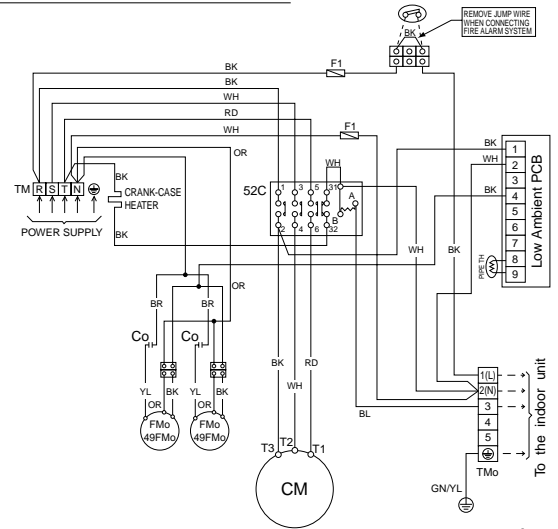 REMOVE JUMP WIRE
WHEN CONNECTING
FIRE ALARM SYSTEM
BK
BK
F1
BK
WH
RD
F1
WH
OR
BK
WH
BK
1
2
3
4
5
6
7
8
9
Low Ambient PCB
PIPE TH
TM
R S T N
BK
CRANK-CASE
HEATER
BK
POWER SUPPLY
52C
1 3 5 31
WH
A
B
2 4 6 32
WH
BK
OR
BR
BR
Co
Co
YL
BK
YL
BK
OR
OR
FMo
49FMo
FMo
49FMo
BK
WH
RD
T3
T2
T1
CM
BL
1(L)
2(N)
3
4
5
TMo
GN/YL
To the indoor unit